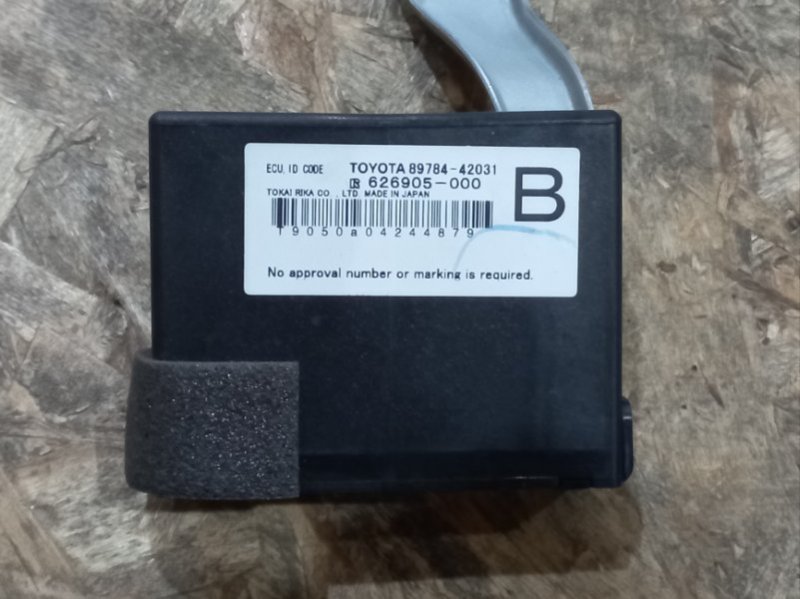 ECU, ID CODE TOYOTA 89784-42031
R 626905-000
TOKAI RIKA CO., LTD. MADE IN JAPAN
B
T9050a04244879
No approval number or marking is required.